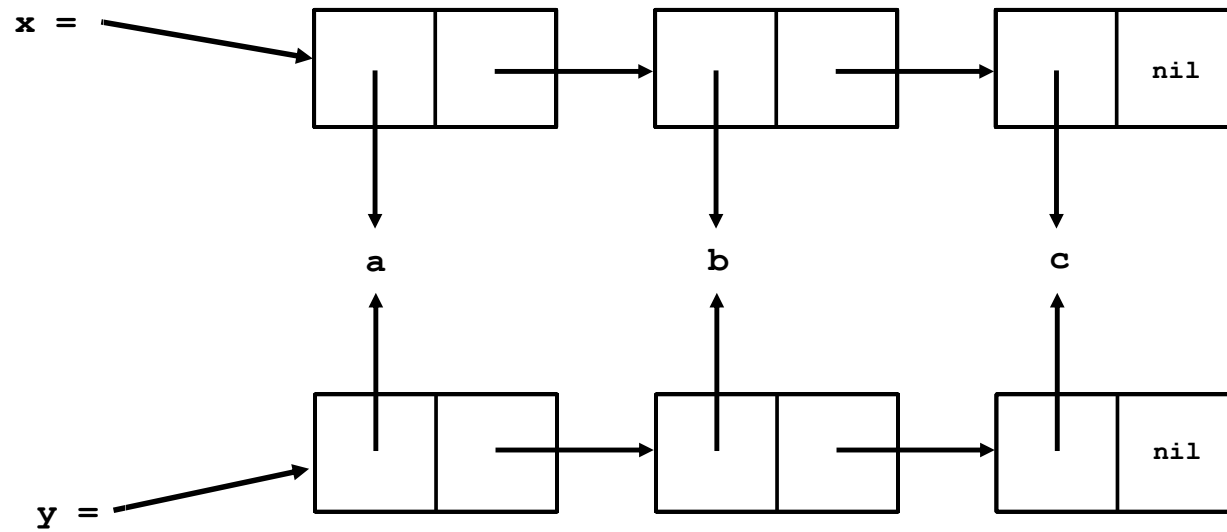 x =
nil
a b c
nil
y =